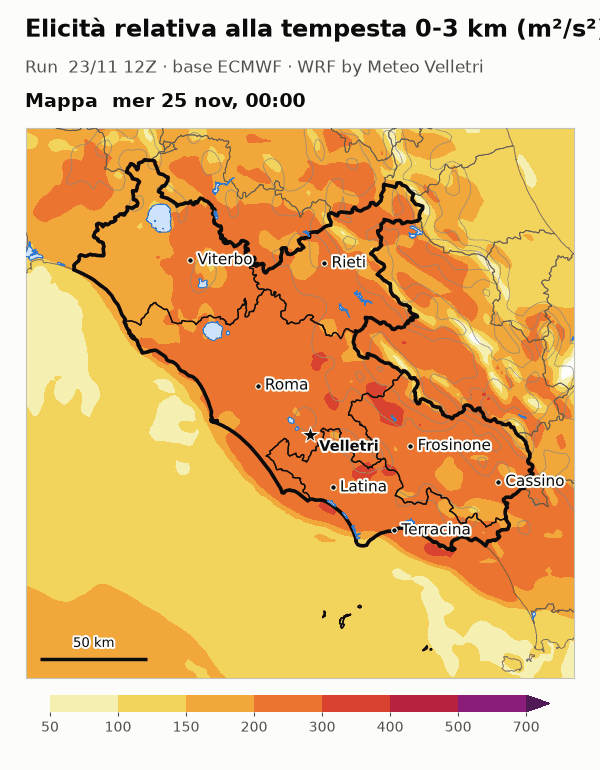 Elicità relativa alla tempesta 0-3 km (m²/s²)
Run 23/11 12Z · base ECMWF · WRF by Meteo Velletri
Mappa mer 25 nov, 00:00
Viterbo
Rieti
Roma
Velletri
Frosinone
Latina
Cassino
Terracina
50 km
50 100 150 200 300 400 500 700